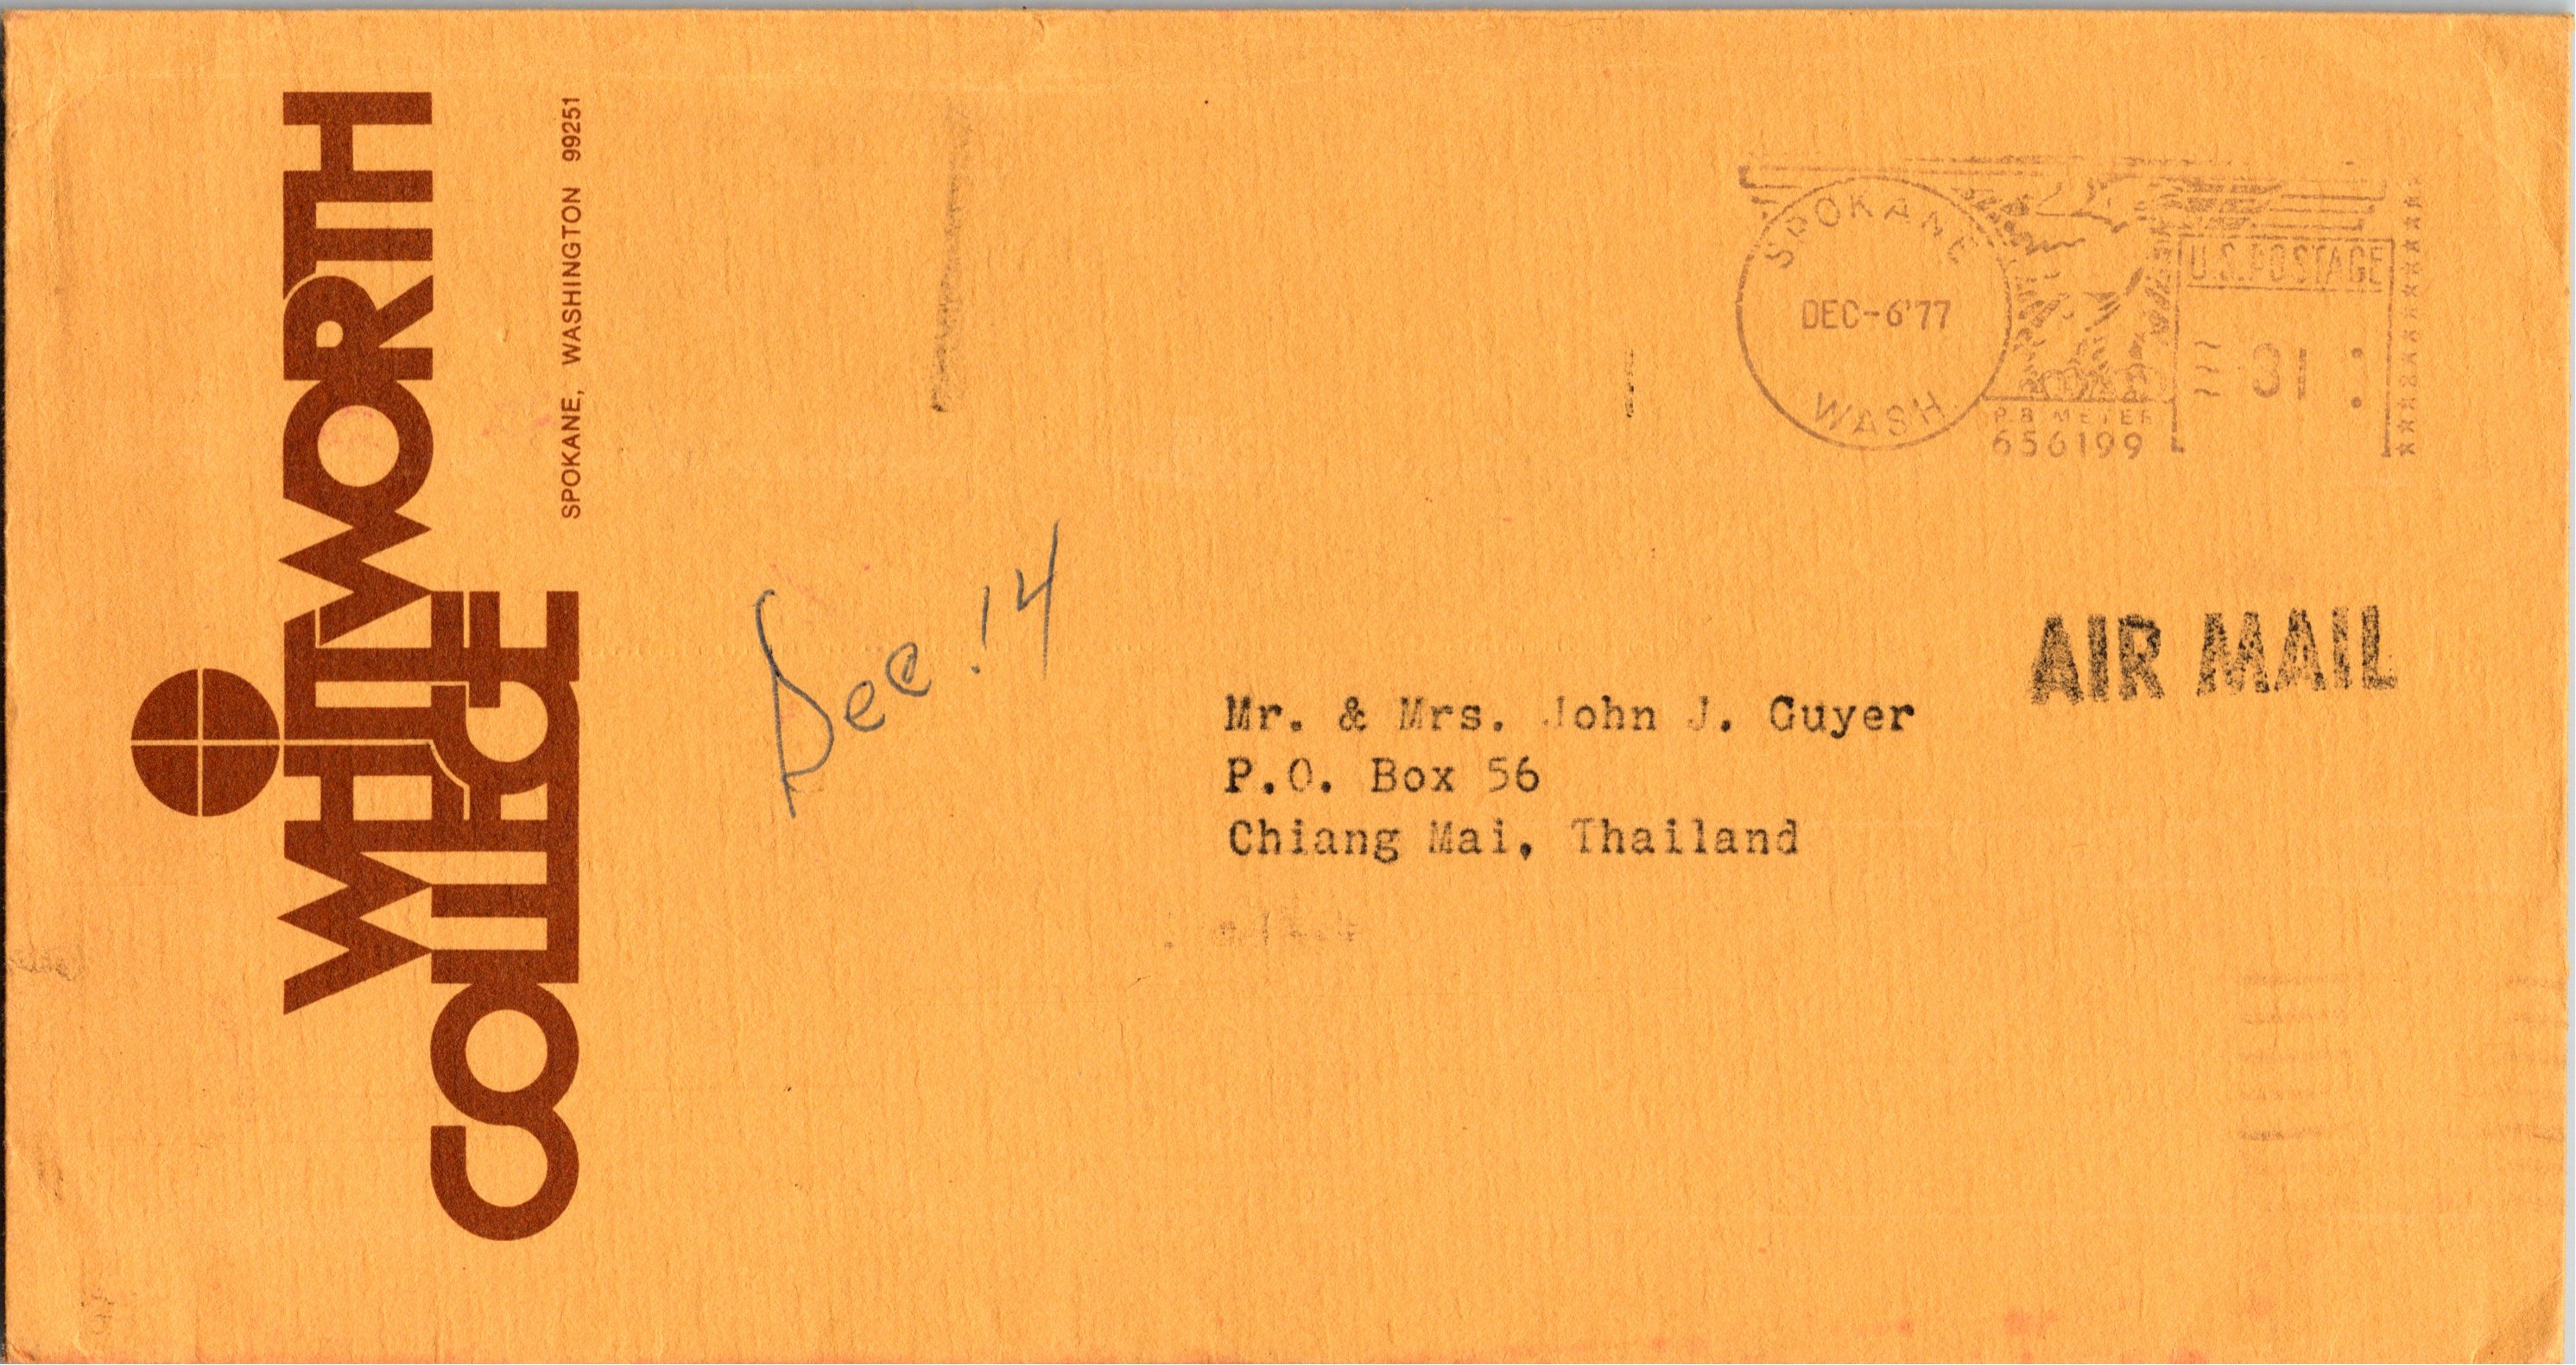 WHITWORTH
COLLEGE
SPOKANE, WASHINGTON 99251
SPOKANE
DEC-6'77
WASH.
U.S. POSTAGE
31
P.B. METER
656199
AIR MAIL
Dec. 14
Mr. & Mrs. John J. Guyer
P.O. Box 56
Chiang Mai, Thailand